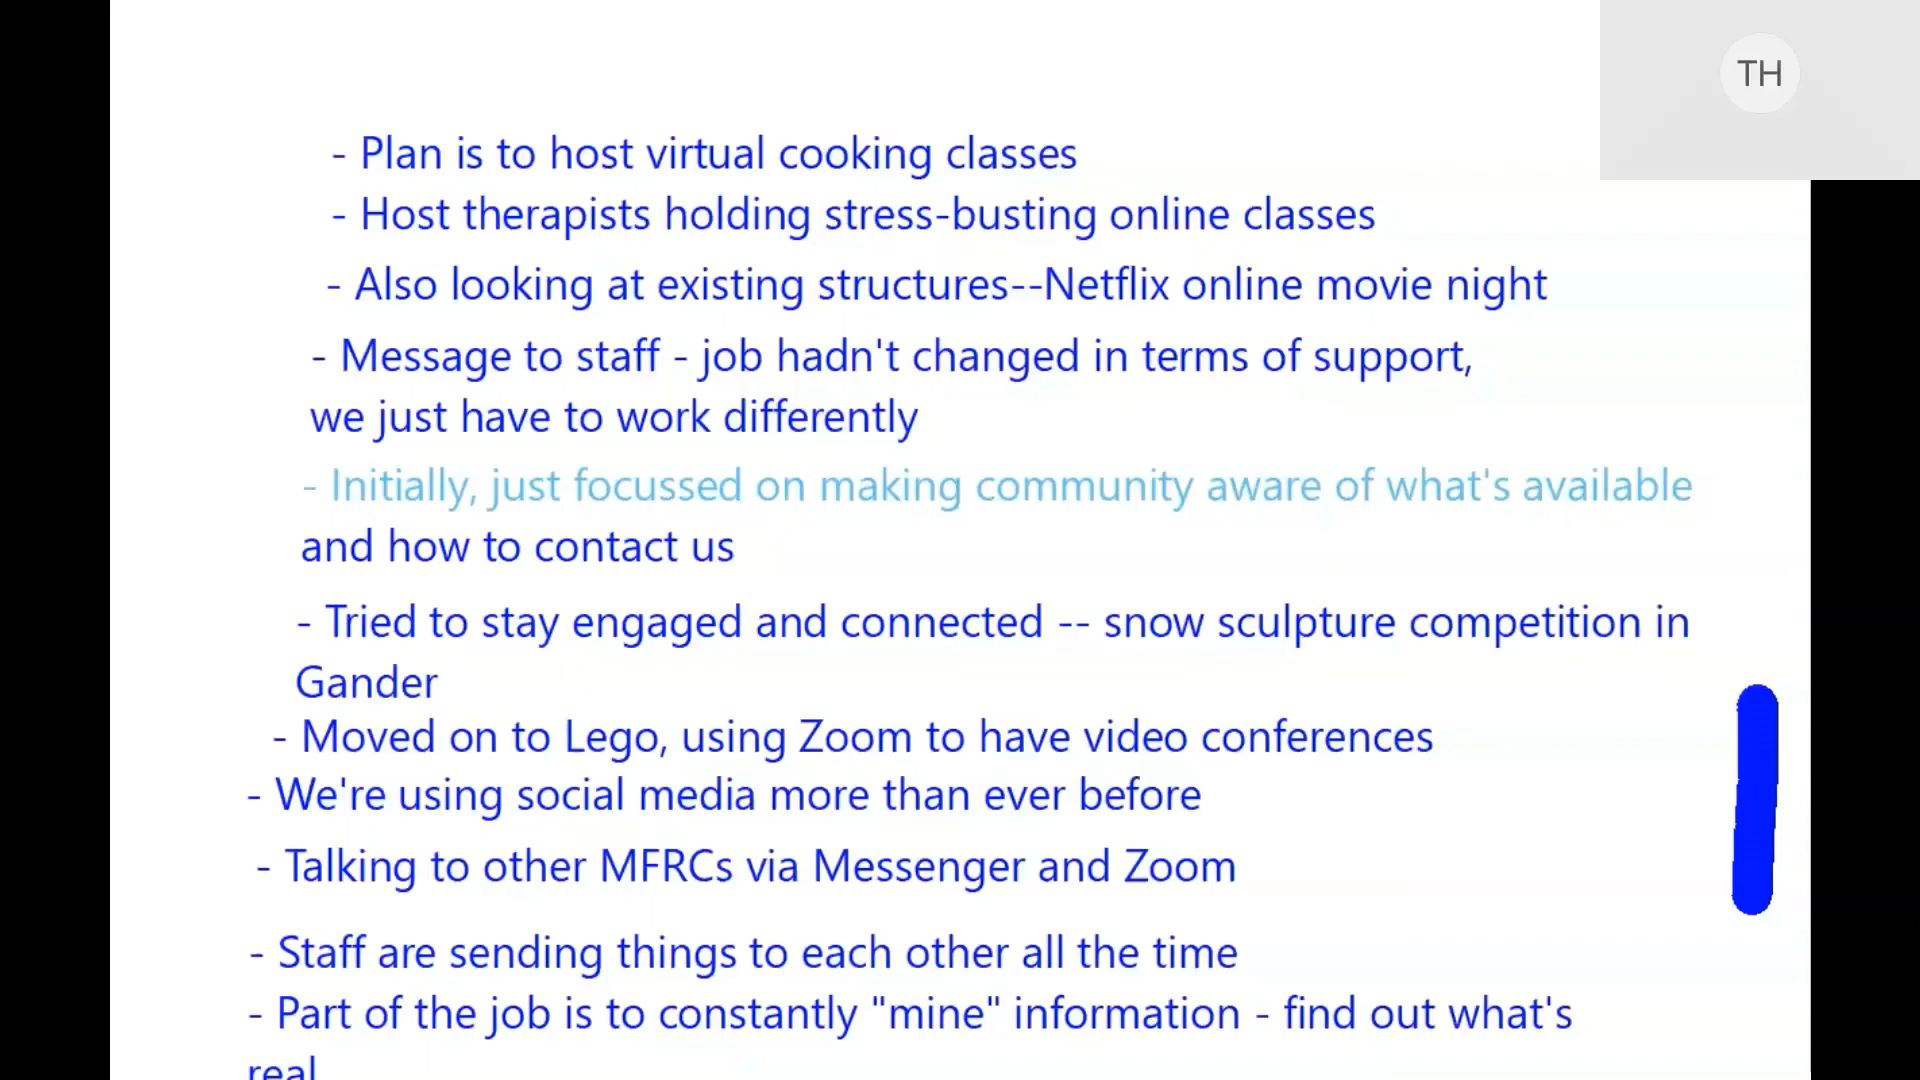 TH
- Plan is to host virtual cooking classes
- Host therapists holding stress-busting online classes
- Also looking at existing structures--Netflix online movie night
- Message to staff - job hadn't changed in terms of support,
we just have to work differently
- Initially, just focussed on making community aware of what's available
and how to contact us
- Tried to stay engaged and connected -- snow sculpture competition in
Gander
- Moved on to Lego, using Zoom to have video conferences
- We're using social media more than ever before
- Talking to other MFRCs via Messenger and Zoom
- Staff are sending things to each other all the time
- Part of the job is to constantly "mine" information - find out what's
real